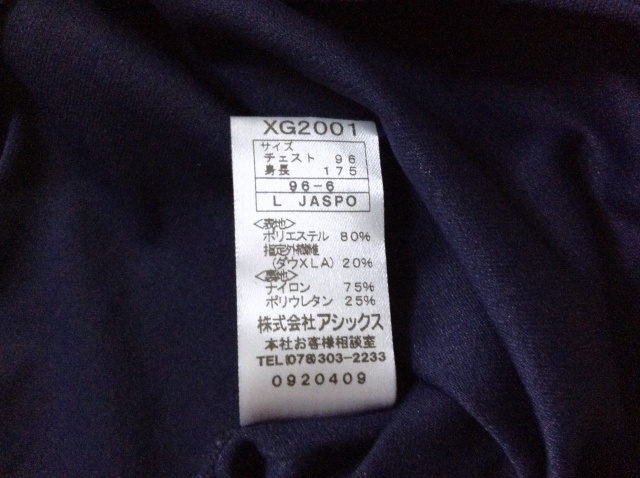 XG2001
サイズ
チェスト 96
身長 175
96-6
L JASPO
<表地>
ポリエステル 80%
指定外繊維
(ダウXLA) 20%
<裏地>
ナイロン 75%
ポリウレタン 25%
株式会社アシックス
本社お客様相談室
TEL(078)303-2233
0920409